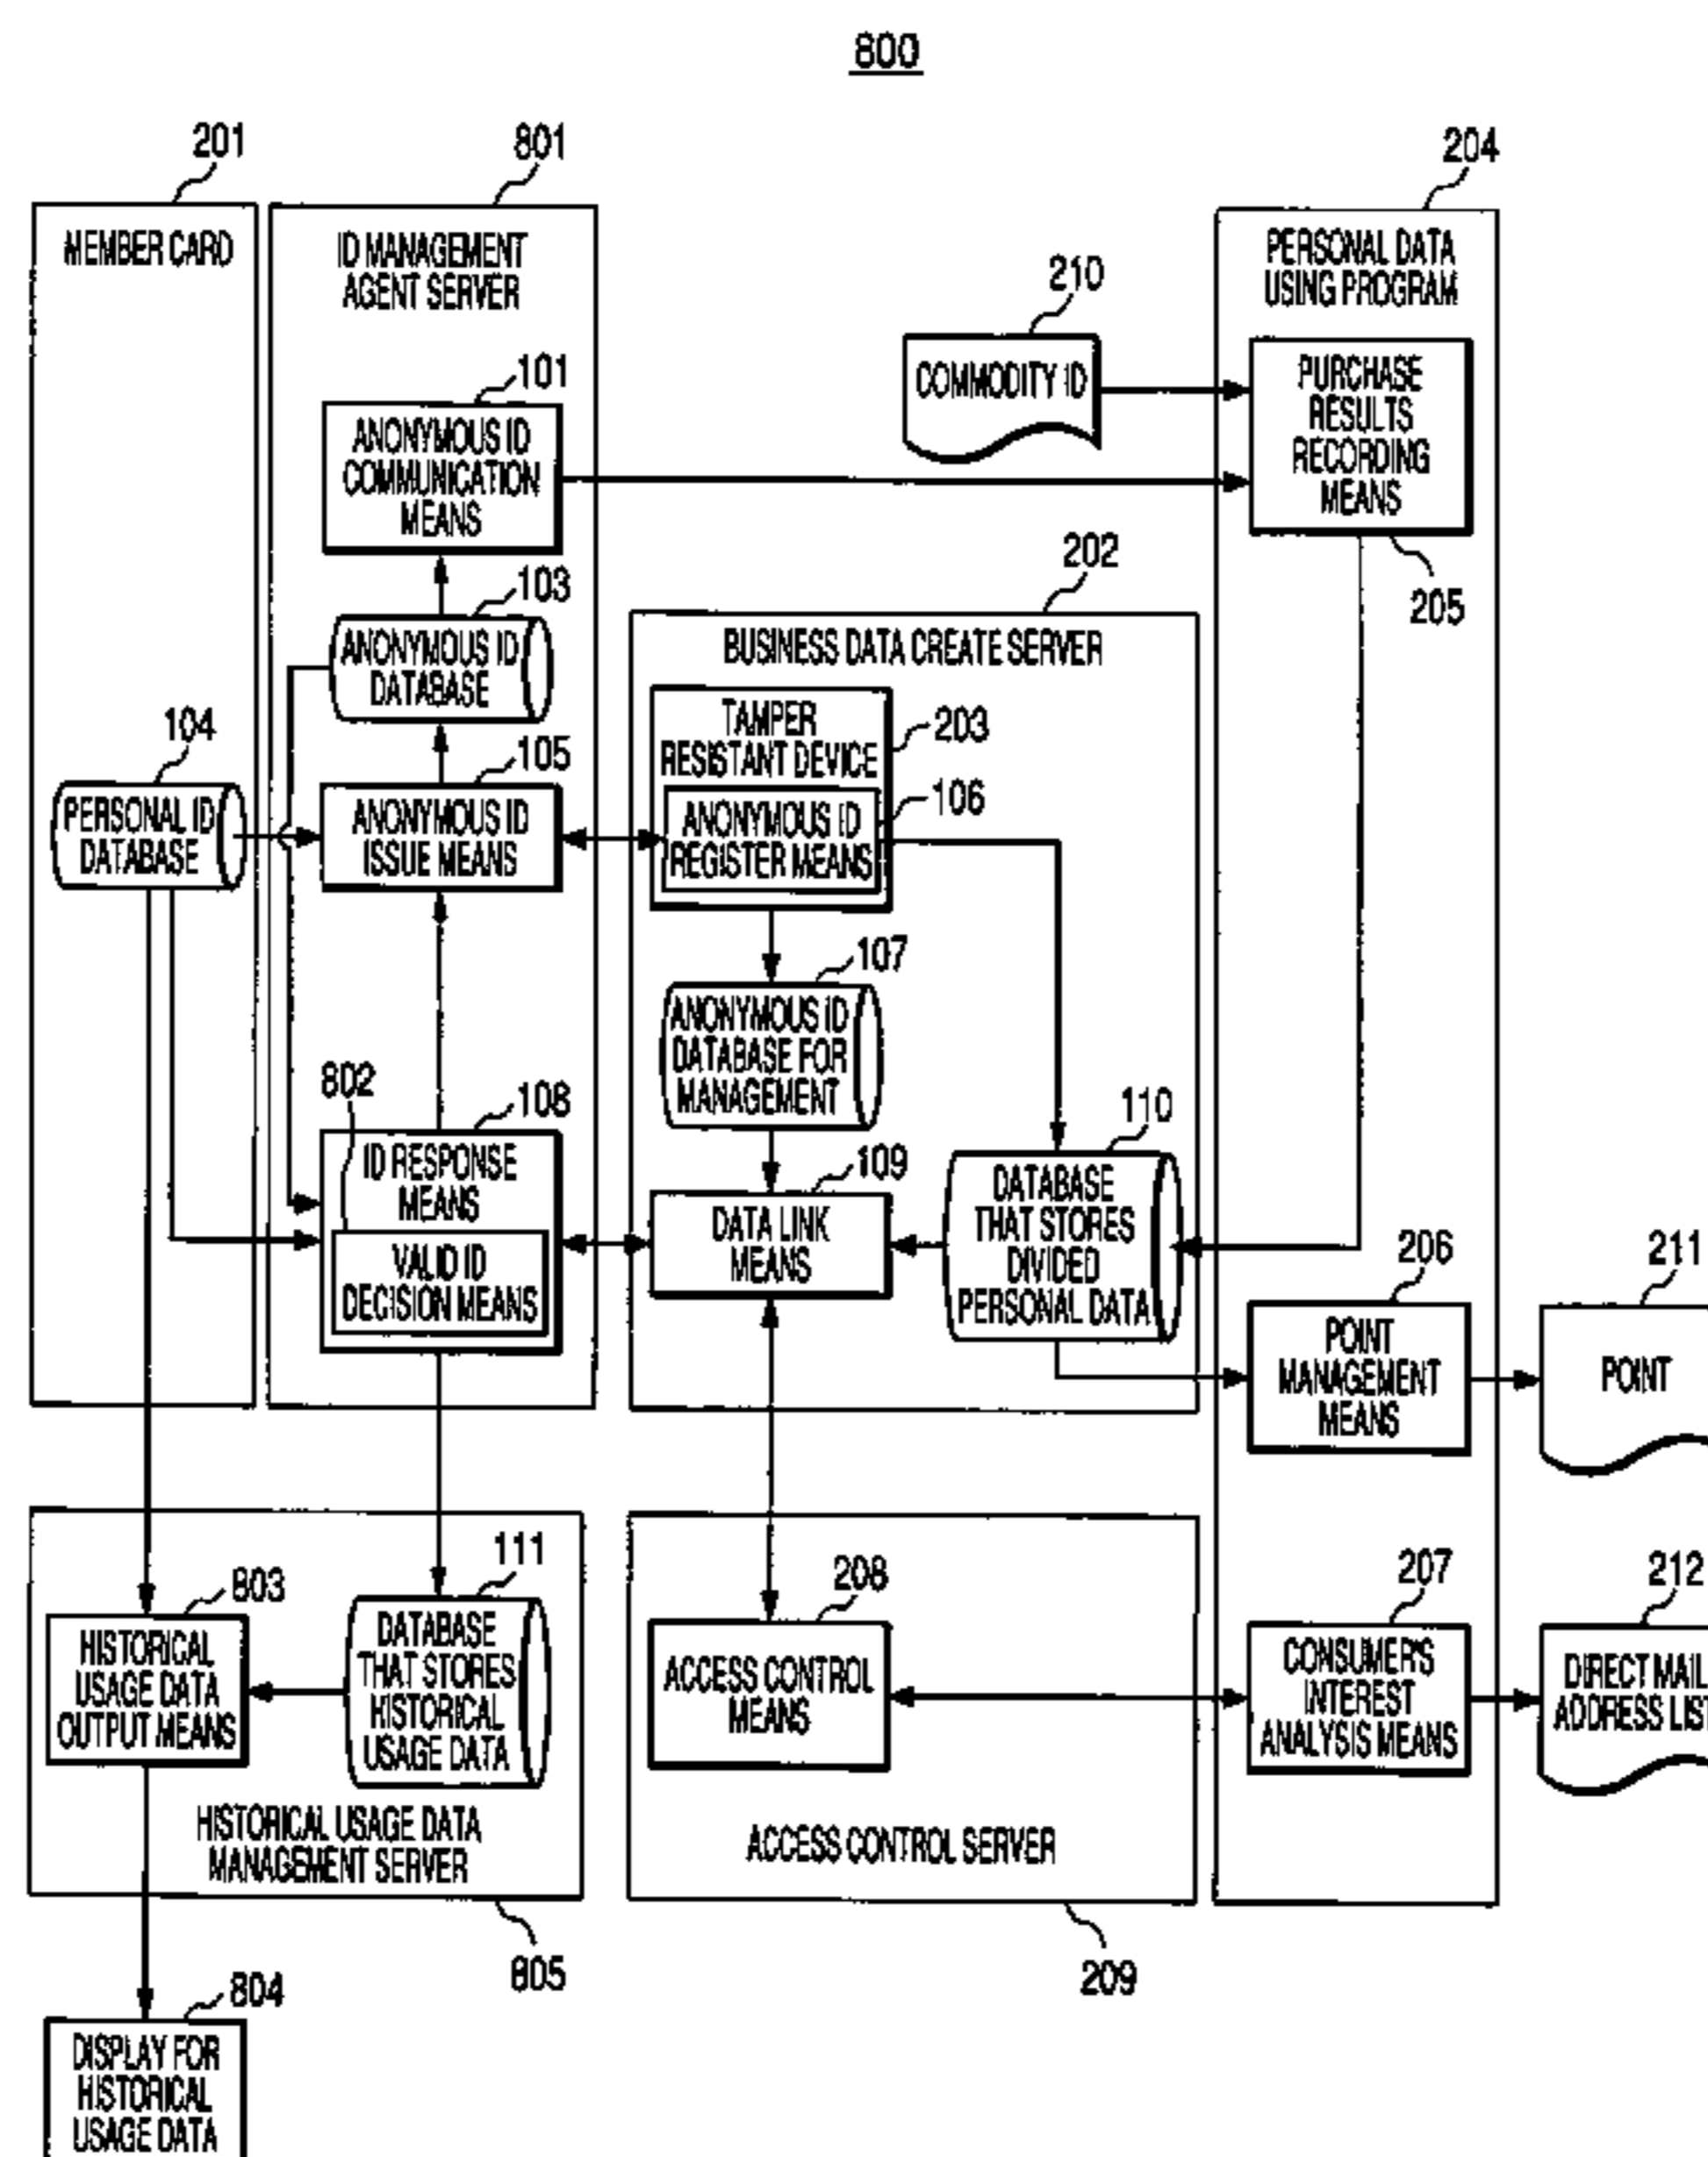 800
201
801
204
MEMBER CARD
ID MANAGEMENT
AGENT SERVER
PERSONAL DATA
USING PROGRAM
210
COMMODITY ID
PURCHASE
RESULTS
RECORDING
MEANS
205
101
ANONYMOUS ID
COMMUNICATION
MEANS
103
ANONYMOUS ID
DATABASE
202
BUSINESS DATA CREATE SERVER
104
PERSONAL ID
DATABASE
105
ANONYMOUS ID
ISSUE MEANS
TAMPER
RESISTANT DEVICE
203
106
ANONYMOUS ID
REGISTER MEANS
107
ANONYMOUS ID
DATABASE FOR
MANAGEMENT
802
108
ID RESPONSE
MEANS
VALID ID
DECISION MEANS
109
DATA LINK
MEANS
110
DATABASE
THAT STORES
DIVIDED
PERSONAL DATA
206
POINT
MANAGEMENT
MEANS
211
POINT
803
HISTORICAL
USAGE DATA
OUTPUT MEANS
111
DATABASE
THAT STORES
HISTORICAL
USAGE DATA
HISTORICAL USAGE DATA
MANAGEMENT SERVER
805
208
ACCESS CONTROL
MEANS
ACCESS CONTROL SERVER
209
207
CONSUMER'S
INTEREST
ANALYSIS MEANS
212
DIRECT MAIL
ADDRESS LIST
804
DISPLAY FOR
HISTORICAL
USAGE DATA